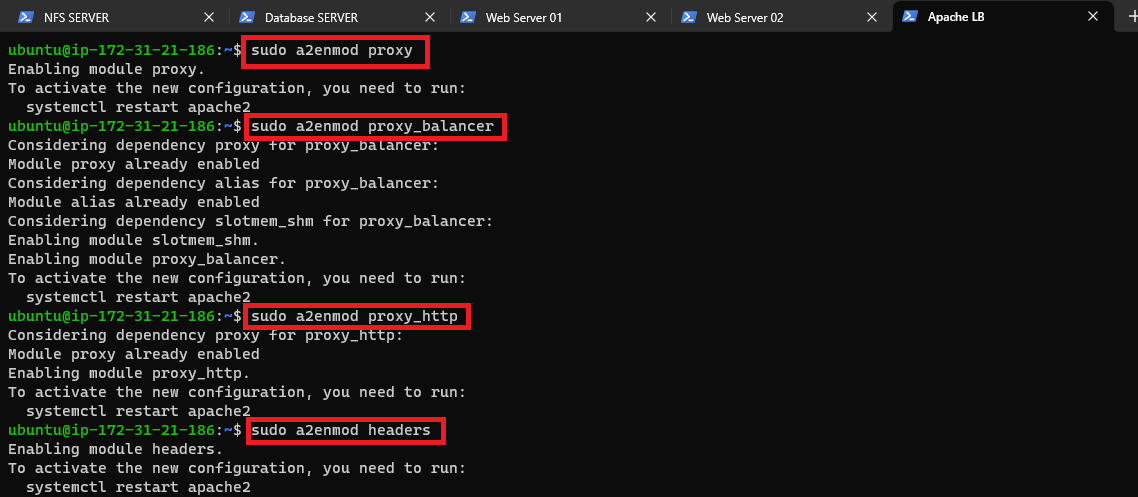 NFS SERVER
Database SERVER
Web Server 01
Web Server 02
Apache LB
ubuntu@ip-172-31-21-186:~$ sudo a2enmod proxy
Enabling module proxy.
To activate the new configuration, you need to run:
  systemctl restart apache2
ubuntu@ip-172-31-21-186:~$ sudo a2enmod proxy_balancer
Considering dependency proxy for proxy_balancer:
Module proxy already enabled
Considering dependency alias for proxy_balancer:
Module alias already enabled
Considering dependency slotmem_shm for proxy_balancer:
Enabling module slotmem_shm.
Enabling module proxy_balancer.
To activate the new configuration, you need to run:
  systemctl restart apache2
ubuntu@ip-172-31-21-186:~$ sudo a2enmod proxy_http
Considering dependency proxy for proxy_http:
Module proxy already enabled
Enabling module proxy_http.
To activate the new configuration, you need to run:
  systemctl restart apache2
ubuntu@ip-172-31-21-186:~$ sudo a2enmod headers
Enabling module headers.
To activate the new configuration, you need to run:
  systemctl restart apache2